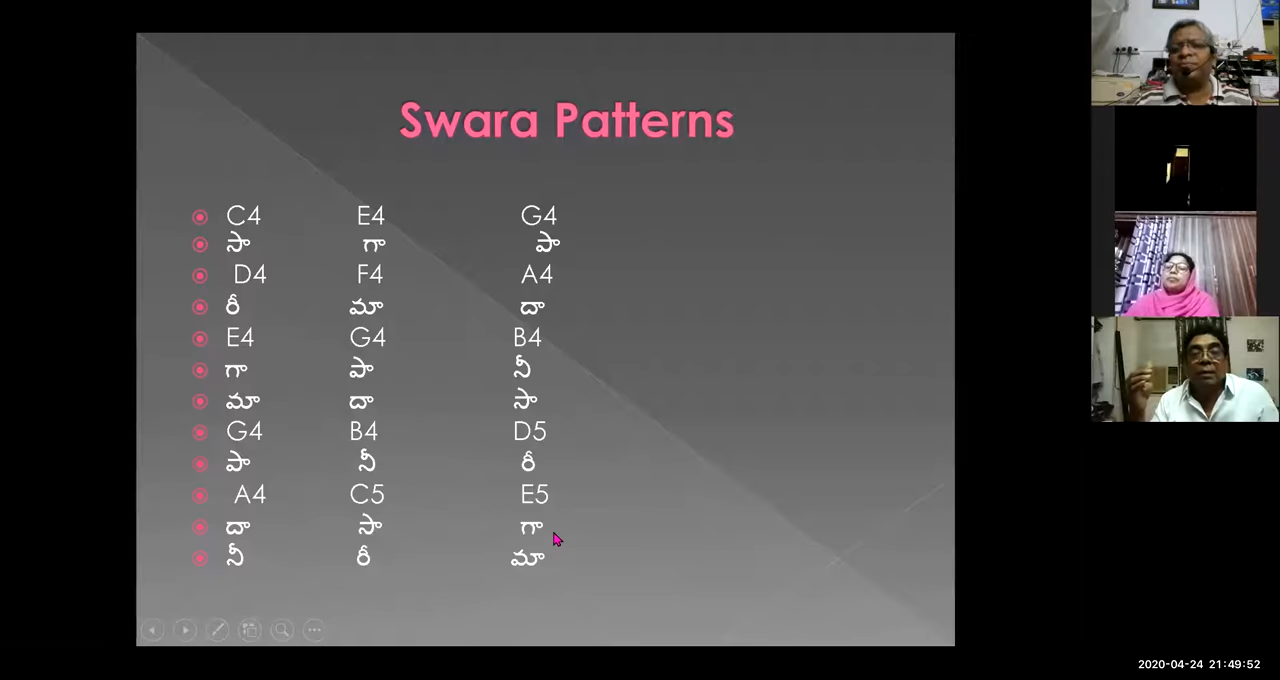 Swara Patterns
C4 E4 G4
సా గా పా
D4 F4 A4
రీ మా దా
E4 G4 B4
గా పా నీ
మా దా సా
G4 B4 D5
పా నీ రీ
A4 C5 E5
దా సా గా
నీ రీ మా
2020-04-24 21:49:52